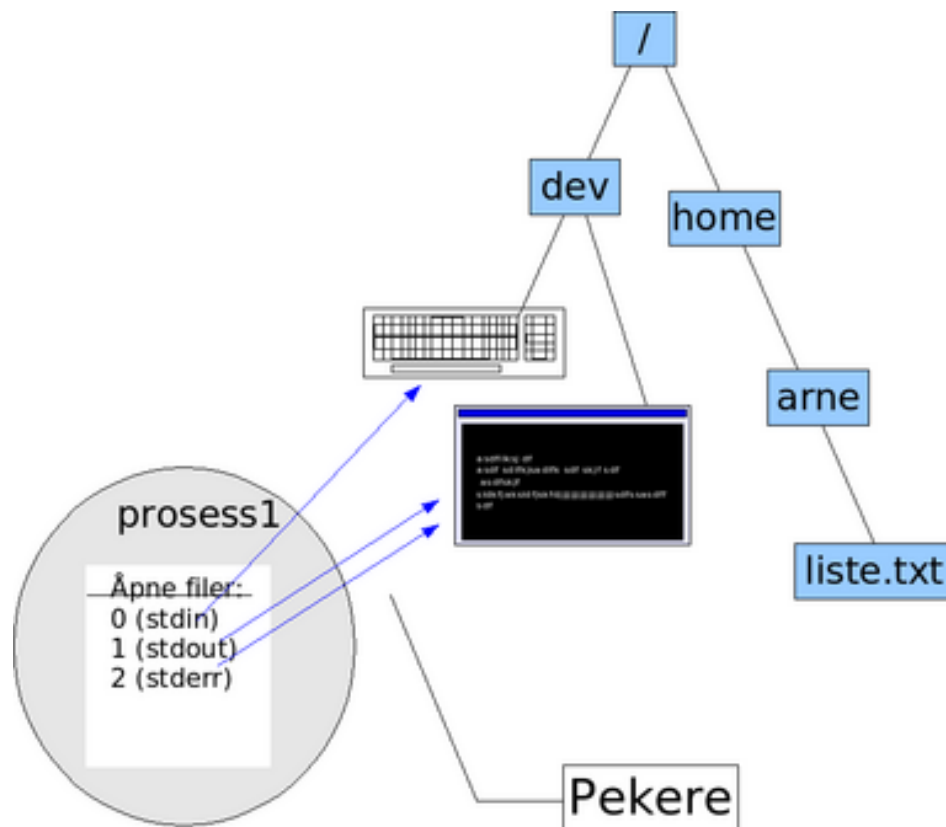 /
dev
home
arne
liste.txt
prosess1
Åpne filer:
0 (stdin)
1 (stdout)
2 (stderr)
Pekere